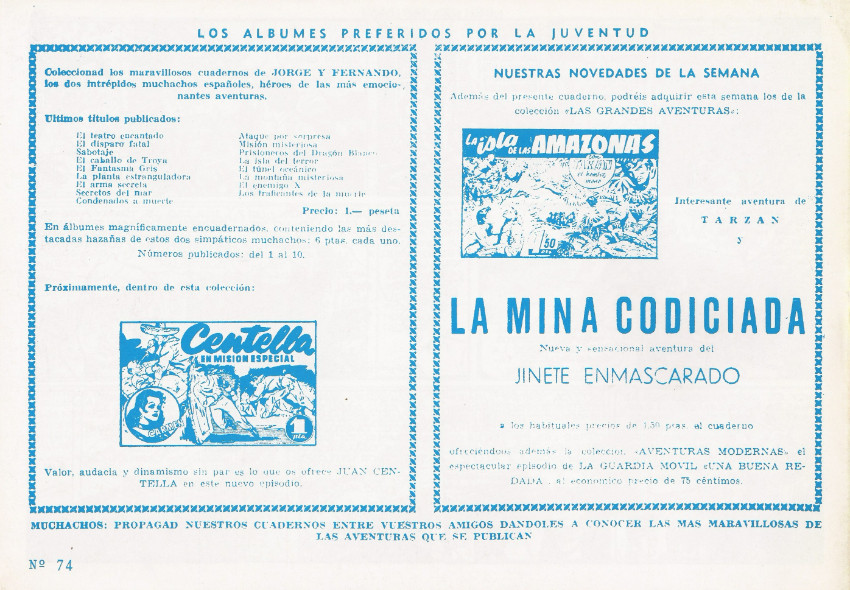 LOS ALBUMES PREFERIDOS POR LA JUVENTUD
Coleccionad los maravillosos cuadernos de JORGE Y FERNANDO,
los dos intrépidos muchachos españoles, héroes de las más emocio-
nantes aventuras.
Ultimos títulos publicados:
El teatro encantado
El disparo fatal
Sabotaje
El caballo de Troya
El Fantasma Gris
La planta estranguladora
El arma secreta
Secretos del mar
Condenados a muerte
Ataque por sorpresa
Misión misteriosa
Prisioneros del Dragón Blanco
La isla del terror
El túnel oceánico
La montaña misteriosa
El enemigo X
Los traficantes de la muerte
Precio: 1.— peseta
En álbumes magníficamente encuadernados, conteniendo las más des-
tacadas hazañas de estos dos simpáticos muchachos; 6 ptas. cada uno.
Números publicados: del 1 al 10.
Próximamente, dentro de esta colección:
Centella
EN MISION ESPECIAL
1 pta.
Valor, audacia y dinamismo sin par es lo que os ofrece JUAN CEN-
TELLA en este nuevo episodio.
NUESTRAS NOVEDADES DE LA SEMANA
Además del presente cuaderno, podréis adquirir esta semana los de la
colección «LAS GRANDES AVENTURAS»:
La isla DE LAS AMAZONAS
TARZAN
el hombre mono
50
Interesante aventura de
TARZAN
y
LA MINA CODICIADA
Nueva y sensacional aventura del
JINETE ENMASCARADO
a los habituales precios de 1,50 ptas. el cuaderno
ofreciéndoos además la colección «AVENTURAS MODERNAS» el
espectacular episodio de LA GUARDIA MOVIL «UNA BUENA RE-
DADA», al económico precio de 75 céntimos.
MUCHACHOS: PROPAGAD NUESTROS CUADERNOS ENTRE VUESTROS AMIGOS DANDOLES A CONOCER LAS MAS MARAVILLOSAS DE
LAS AVENTURAS QUE SE PUBLICAN
Nº 74